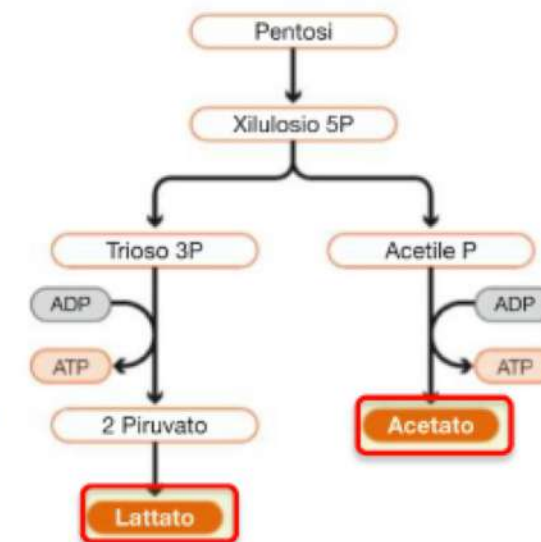 Pentosi
Xilulosio 5P
Trioso 3P
Acetile P
ADP
ADP
ATP
ATP
2 Piruvato
Acetato
Lattato